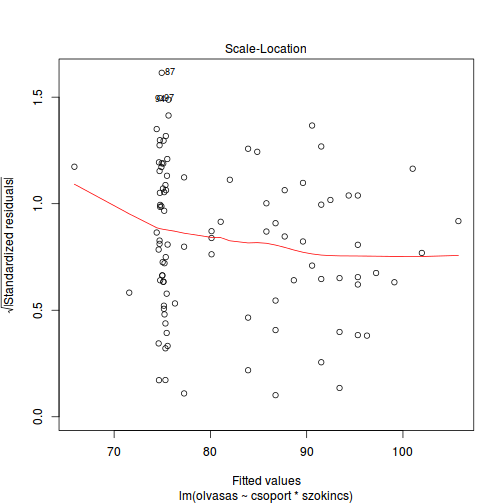 Scale-Location
√|Standardized residuals|
0.0
0.5
1.0
1.5
87
97
70
80
90
100
Fitted values
lm(olvasas ~ csoport * szokincs)